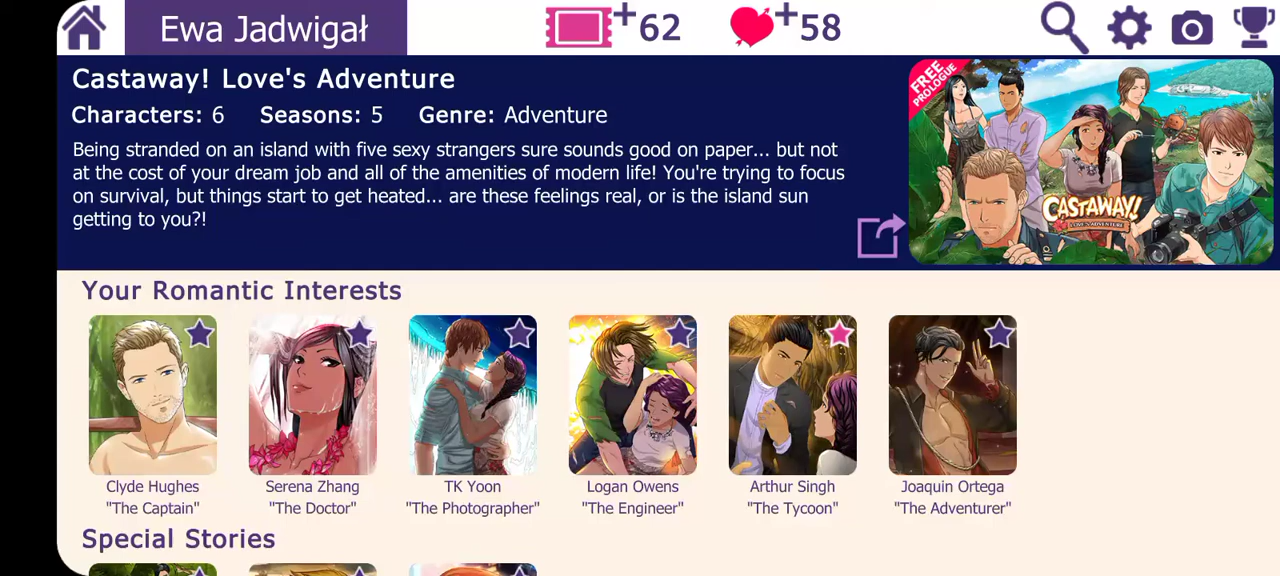 Ewa Jadwigał
+62
+58
Castaway! Love's Adventure
Characters: 6 Seasons: 5 Genre: Adventure
Being stranded on an island with five sexy strangers sure sounds good on paper... but not
at the cost of your dream job and all of the amenities of modern life! You're trying to focus
on survival, but things start to get heated... are these feelings real, or is the island sun
getting to you?!
FREE
PROLOGUE
CASTAWAY!
LOVE'S ADVENTURE
Your Romantic Interests
Clyde Hughes
"The Captain"
Serena Zhang
"The Doctor"
TK Yoon
"The Photographer"
Logan Owens
"The Engineer"
Arthur Singh
"The Tycoon"
Joaquin Ortega
"The Adventurer"
Special Stories